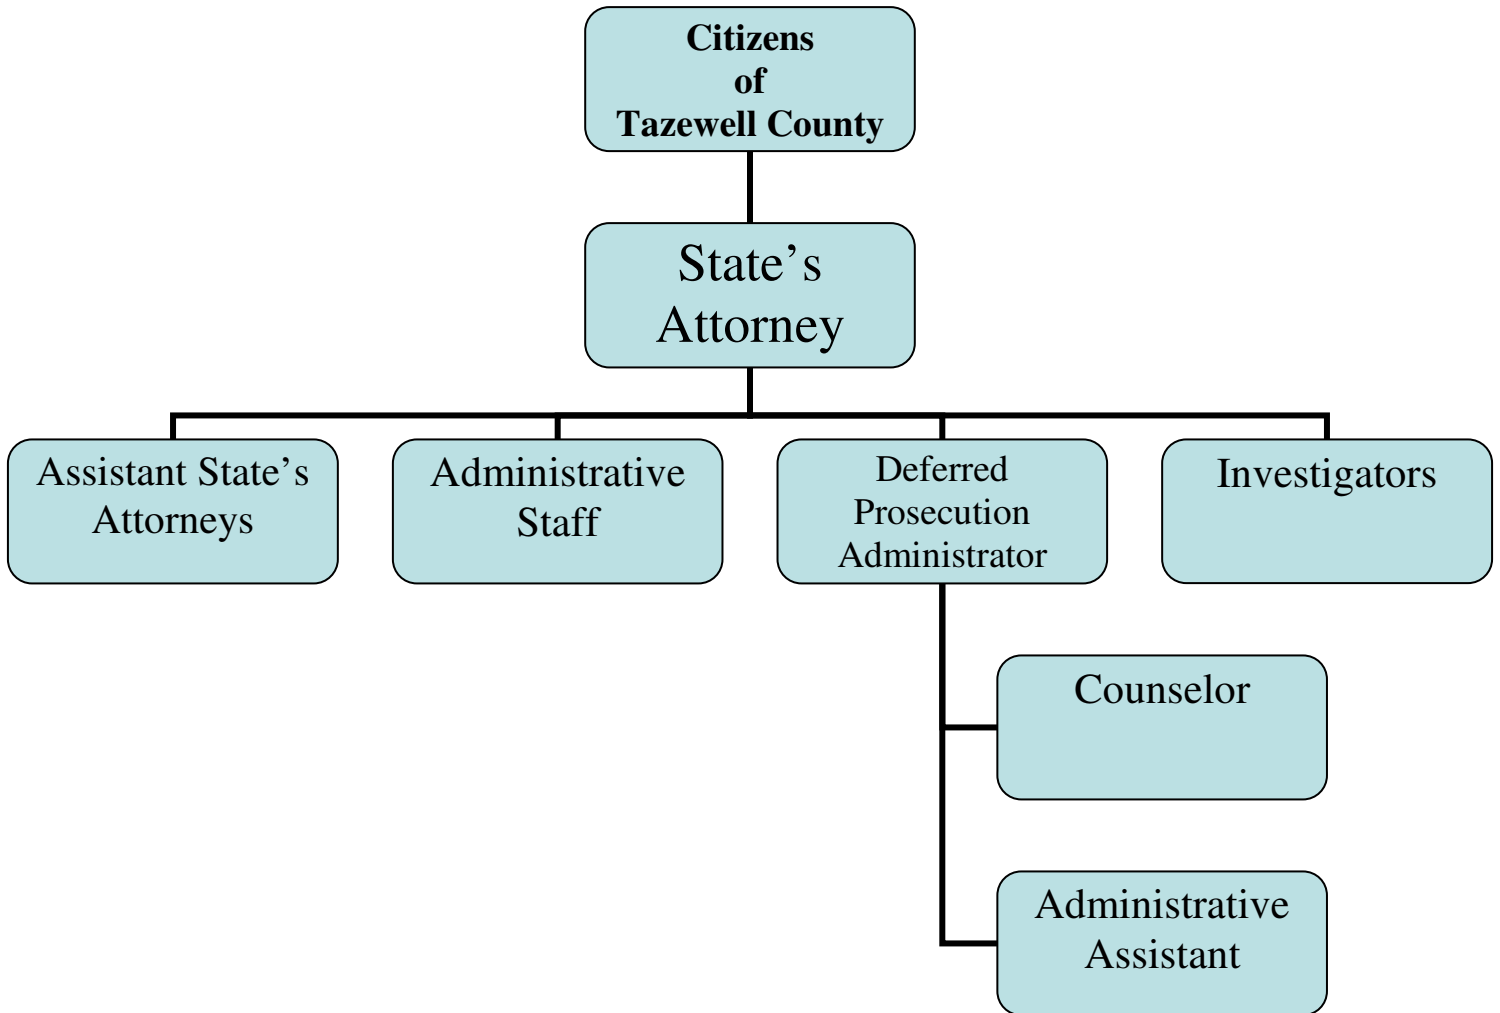 Citizens
of
Tazewell County
State’s
Attorney
Assistant State’s
Attorneys
Administrative
Staff
Deferred
Prosecution
Administrator
Investigators
Counselor
Administrative
Assistant